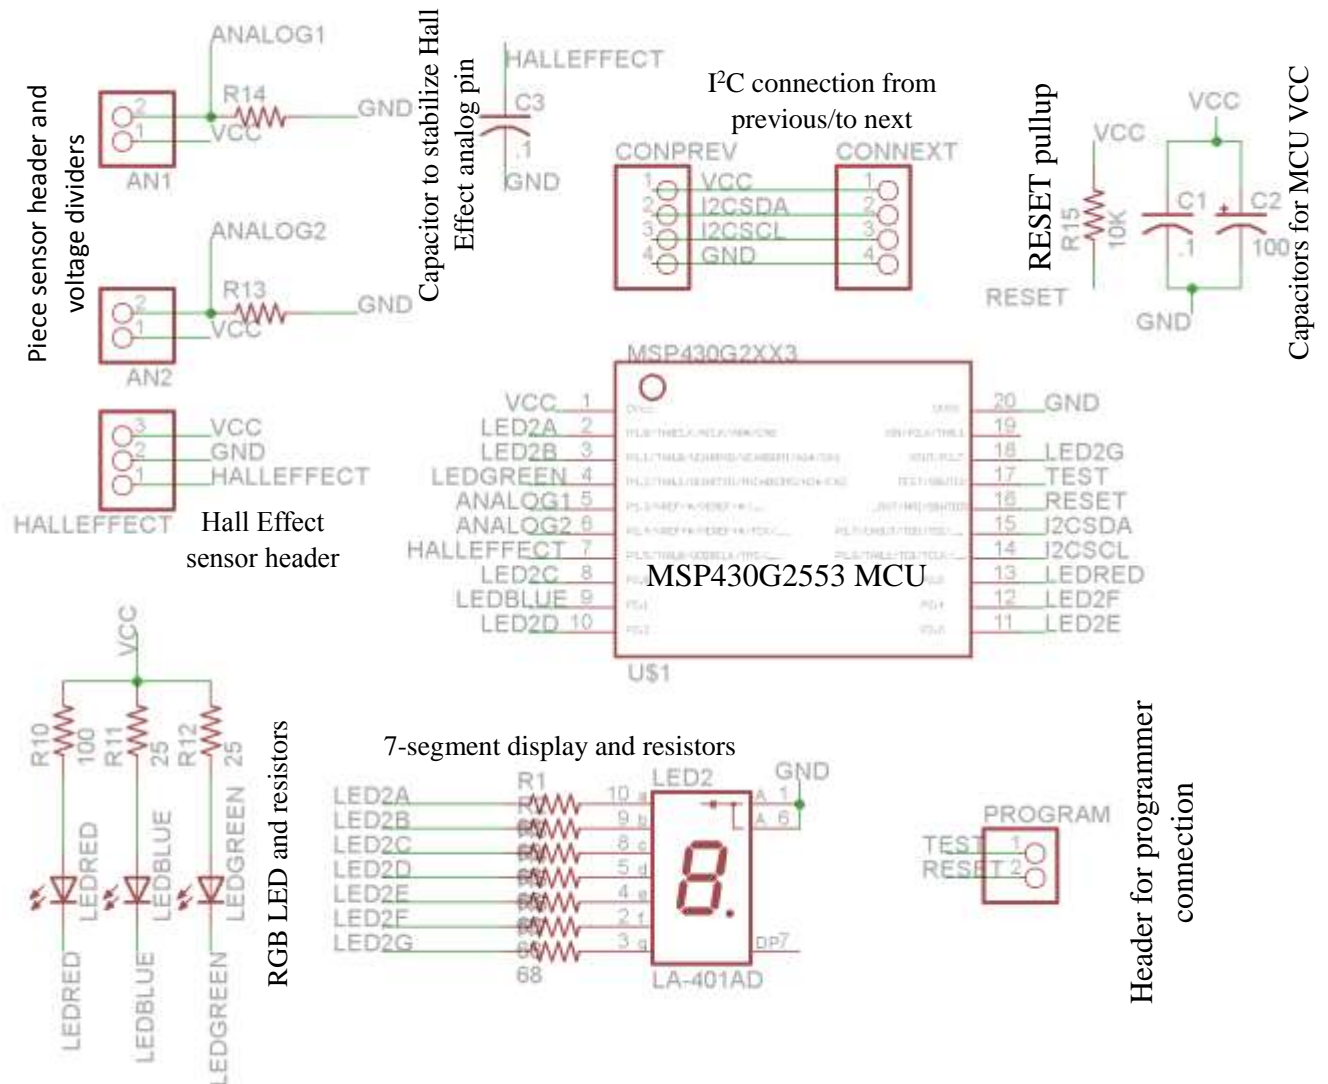 Piece sensor header and
voltage dividers
ANALOG1
R14
GND
2
1
VCC
AN1
ANALOG2
R13
GND
2
1
VCC
AN2
3
VCC
2
GND
1
HALLEFFECT
HALLEFFECT
Hall Effect
sensor header
Capacitor to stabilize Hall
Effect analog pin
HALLEFFECT
C3
.1
GND
I²C connection from
previous/to next
CONPREV
CONNEXT
1 VCC 1
2 I2CSDA 2
3 I2CSCL 3
4 GND 4
RESET pullup
VCC
R15
10K
RESET
VCC
C1
.1
C2
100
GND
Capacitors for MCU VCC
MSP430G2XX3
VCC 1
LED2A 2
LED2B 3
LEDGREEN 4
ANALOG1 5
ANALOG2 6
HALLEFFECT 7
LED2C 8
LEDBLUE 9
LED2D 10
MSP430G2553 MCU
20 GND
19
18 LED2G
17 TEST
16 RESET
15 I2CSDA
14 I2CSCL
13 LEDRED
12 LED2F
11 LED2E
U$1
VCC
R10
100
R11
25
R12
25
LEDRED
LEDBLUE
LEDGREEN
LEDRED
LEDBLUE
LEDGREEN
RGB LED and resistors
7-segment display and resistors
R1
LED2
GND
LED2A 10 a A 1
LED2B 9 b A 6
LED2C 8 c
LED2D 5 d
LED2E 4 e
LED2F 2 f
LED2G 3 g DP 7
68
LA-401AD
PROGRAM
TEST 1
RESET 2
Header for programmer
connection